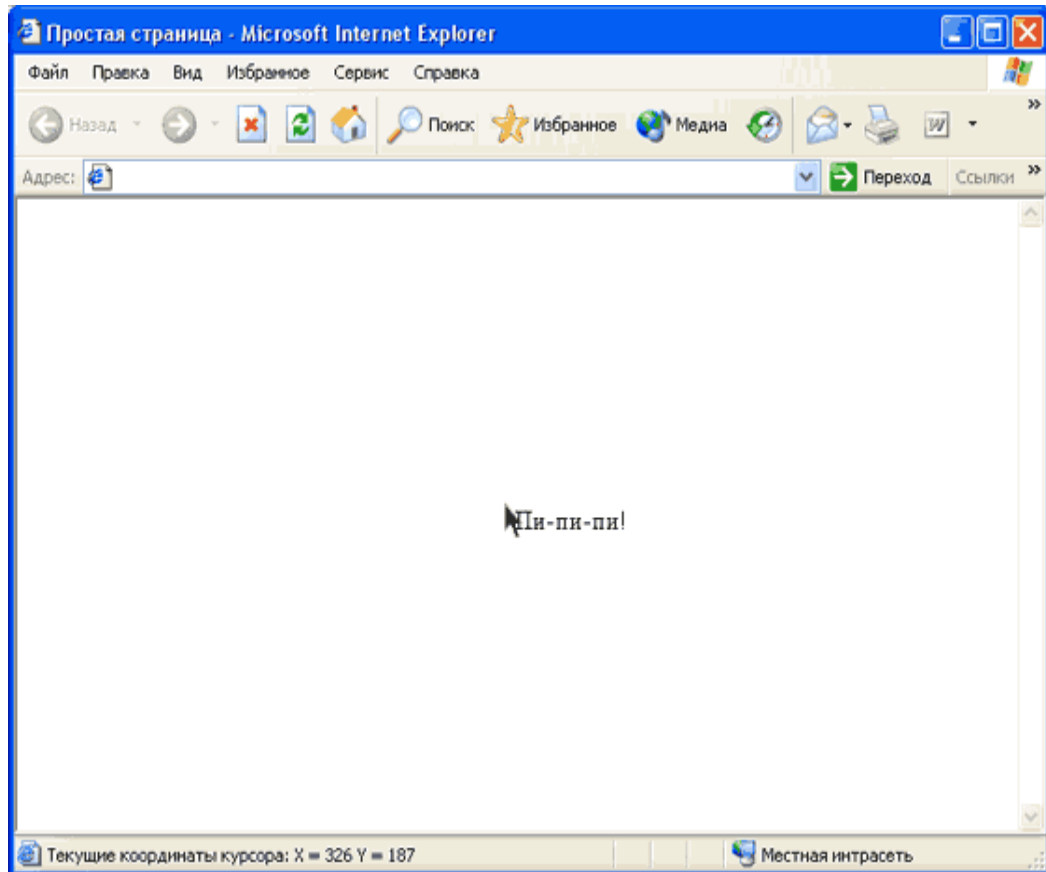 Простая страница - Microsoft Internet Explorer
Файл Правка Вид Избранное Сервис Справка
Назад Поиск Избранное Медиа W »
Адрес: Переход Ссылки »
Пи-пи-пи!
Текущие координаты курсора: X = 326 Y = 187 Местная интрасеть